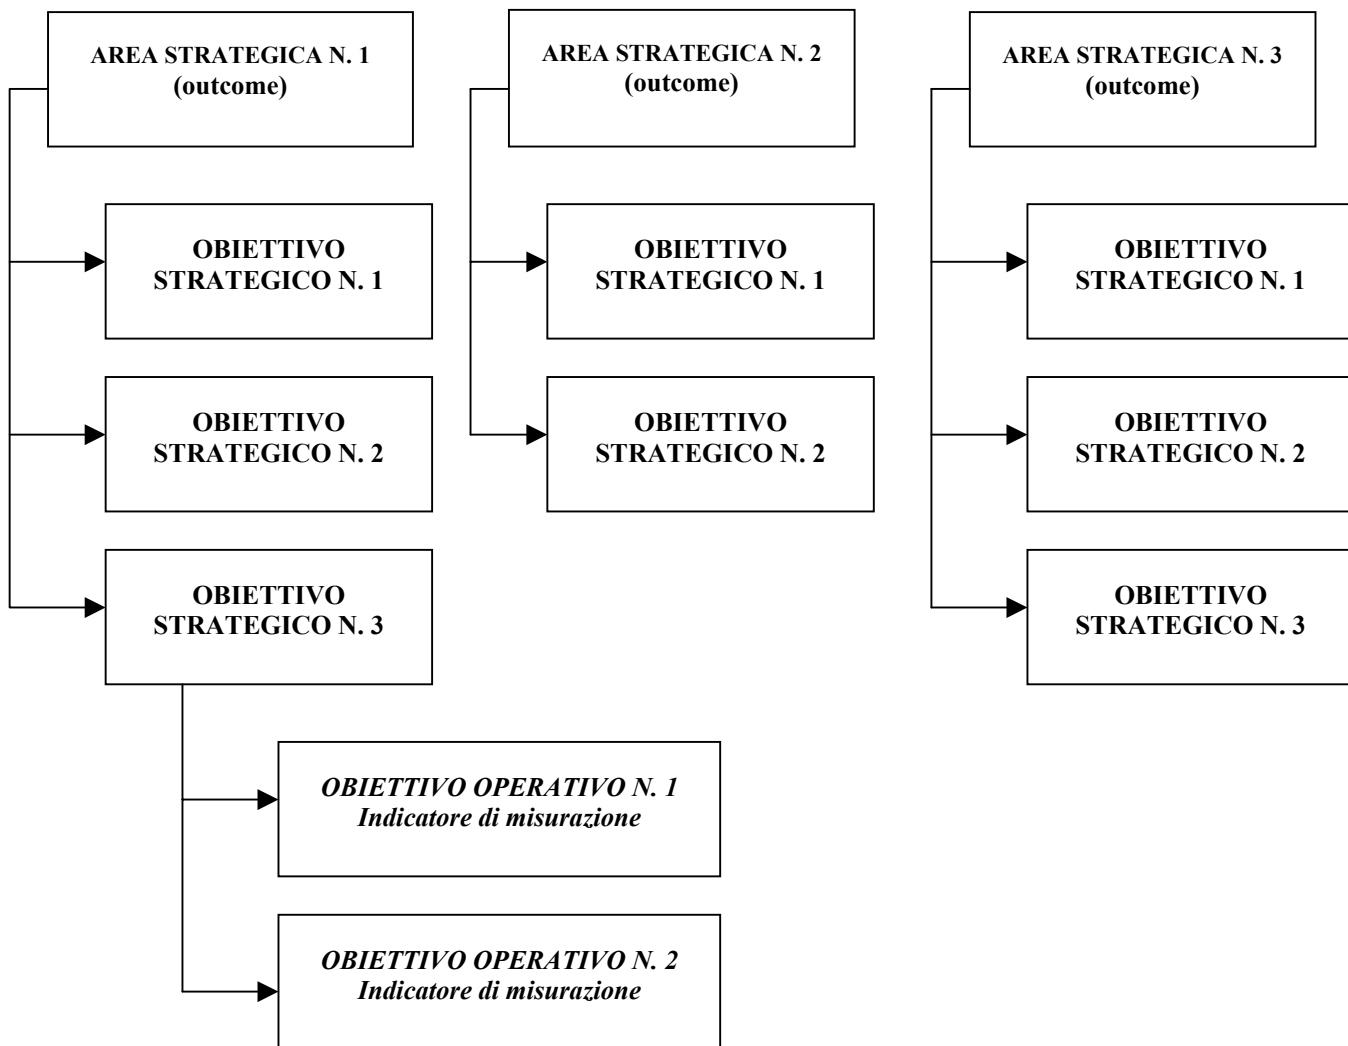 AREA STRATEGICA N. 1
(outcome)
AREA STRATEGICA N. 2
(outcome)
AREA STRATEGICA N. 3
(outcome)
OBIETTIVO
STRATEGICO N. 1
OBIETTIVO
STRATEGICO N. 1
OBIETTIVO
STRATEGICO N. 1
OBIETTIVO
STRATEGICO N. 2
OBIETTIVO
STRATEGICO N. 2
OBIETTIVO
STRATEGICO N. 2
OBIETTIVO
STRATEGICO N. 3
OBIETTIVO
STRATEGICO N. 3
OBIETTIVO OPERATIVO N. 1
Indicatore di misurazione
OBIETTIVO OPERATIVO N. 2
Indicatore di misurazione